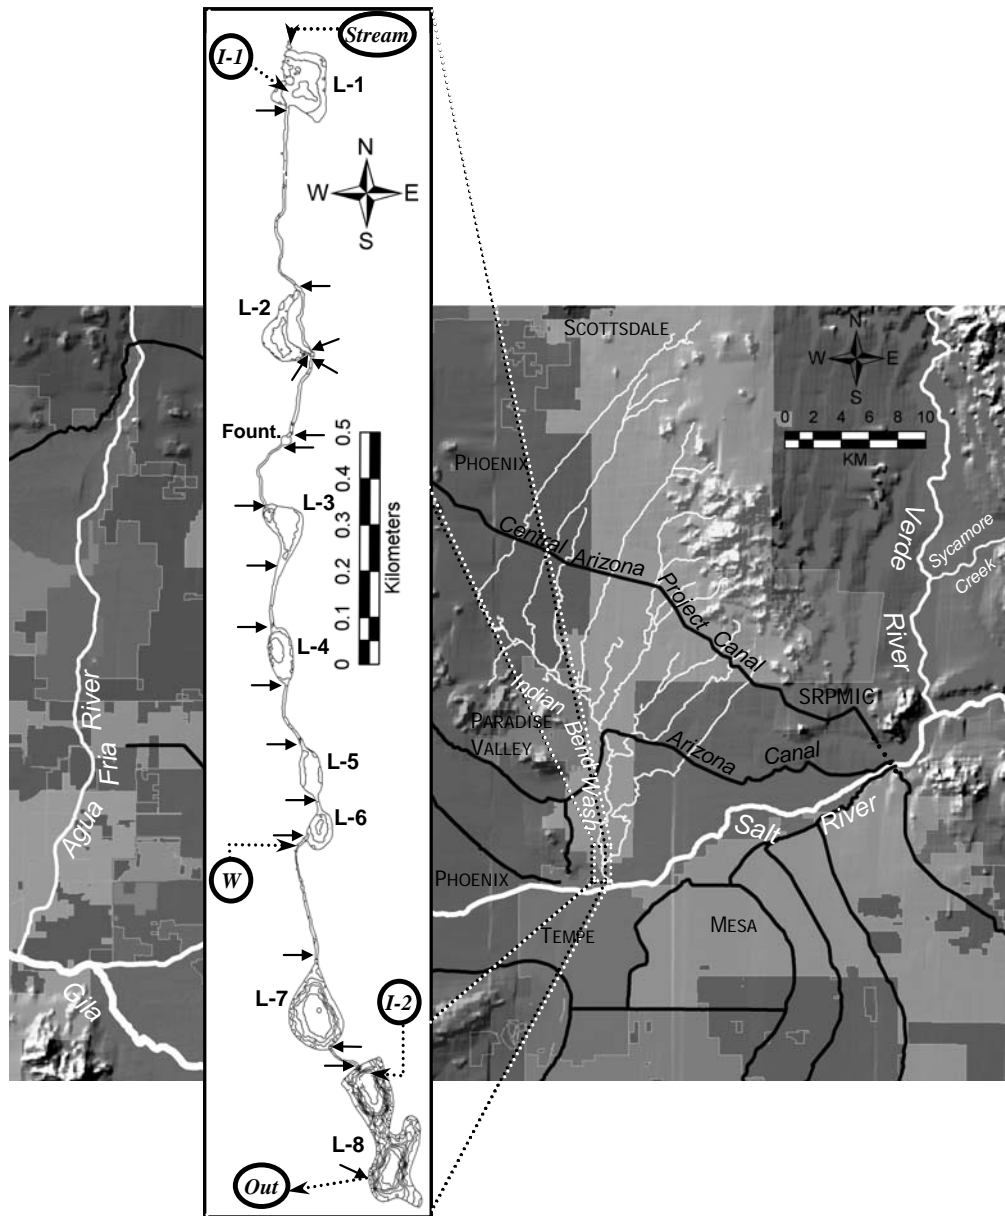 Stream
I-1
L-1
N
W E
S
L-2
Fount.
L-3
0 0.1 0.2 0.3 0.4 0.5
Kilometers
L-4
L-5
L-6
W
L-7
I-2
L-8
Out
Agua Fria River
Gila
SCOTTSDALE
N
W E
S
0 2 4 6 8 10
KM
PHOENIX
Central Arizona Project Canal
Verde River
Sycamore
Creek
Indian Bend Wash
PARADISE
VALLEY
SRPMIC
Arizona Canal
Salt River
PHOENIX
TEMPE
MESA